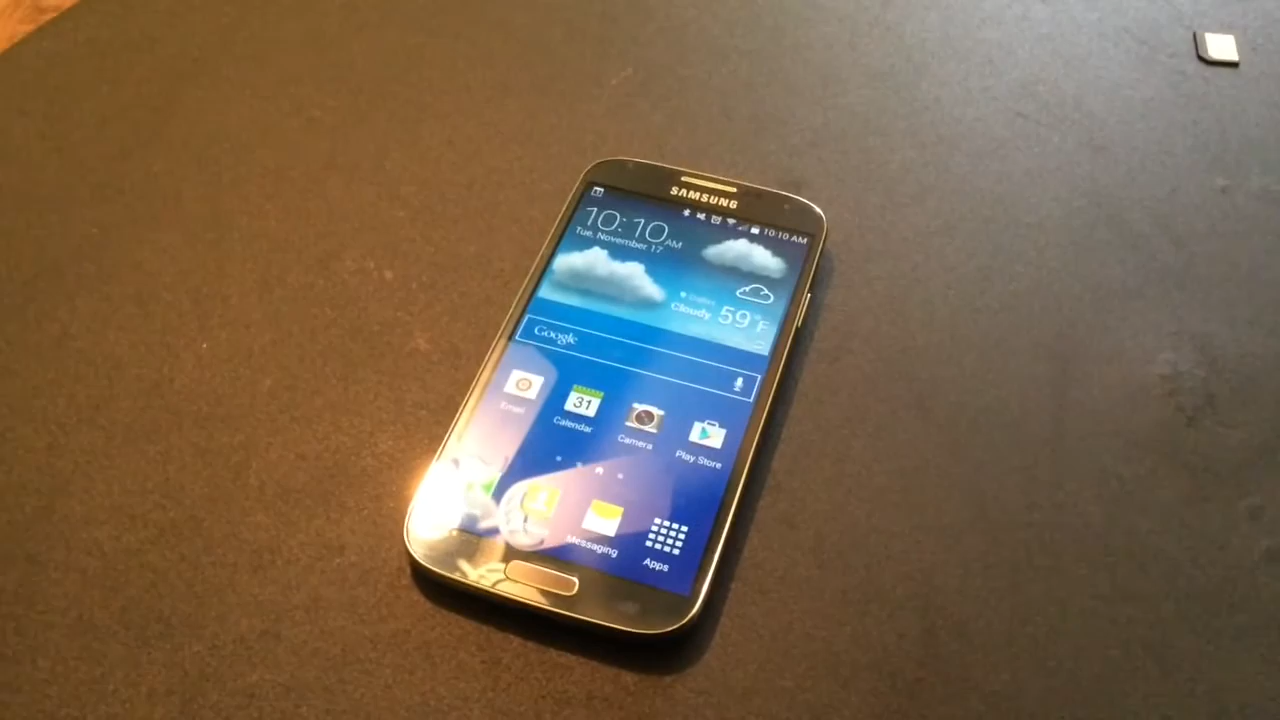 SAMSUNG
10:10 AM
10:10 AM
Tue, November 17
Cloudy 59°F
Google
Email
31
Calendar
Camera
Play Store
Messaging
Apps